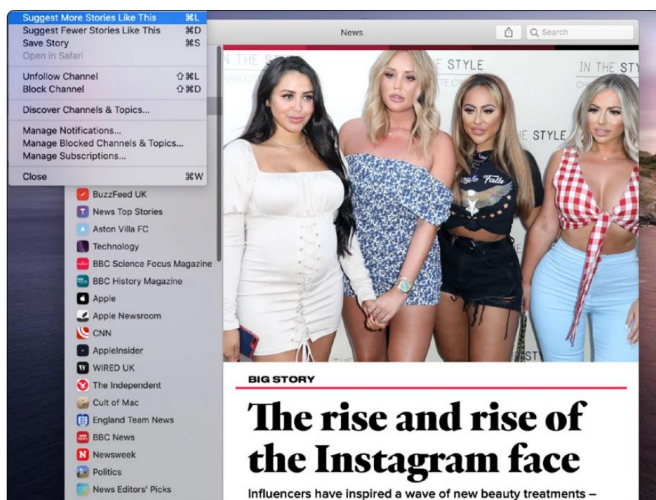 Suggest More Stories Like This ⌘L
Suggest Fewer Stories Like This ⌘D
Save Story ⌘S
Open in Safari
Unfollow Channel ⇧⌘L
Block Channel ⇧⌘D
Discover Channels & Topics...
Manage Notifications...
Manage Blocked Channels & Topics...
Manage Subscriptions...
Close ⌘W
BuzzFeed UK
News Top Stories
Aston Villa FC
Technology
BBC Science Focus Magazine
BBC History Magazine
Apple
Apple Newsroom
CNN
AppleInsider
WIRED UK
The Independent
Cult of Mac
England Team News
BBC News
Newsweek
Politics
News Editors' Picks
News
Search
IN THE STYLE
IN THE STY
E STYLE
BIG STORY
The rise and rise of
the Instagram face
Influencers have inspired a wave of new beauty treatments –